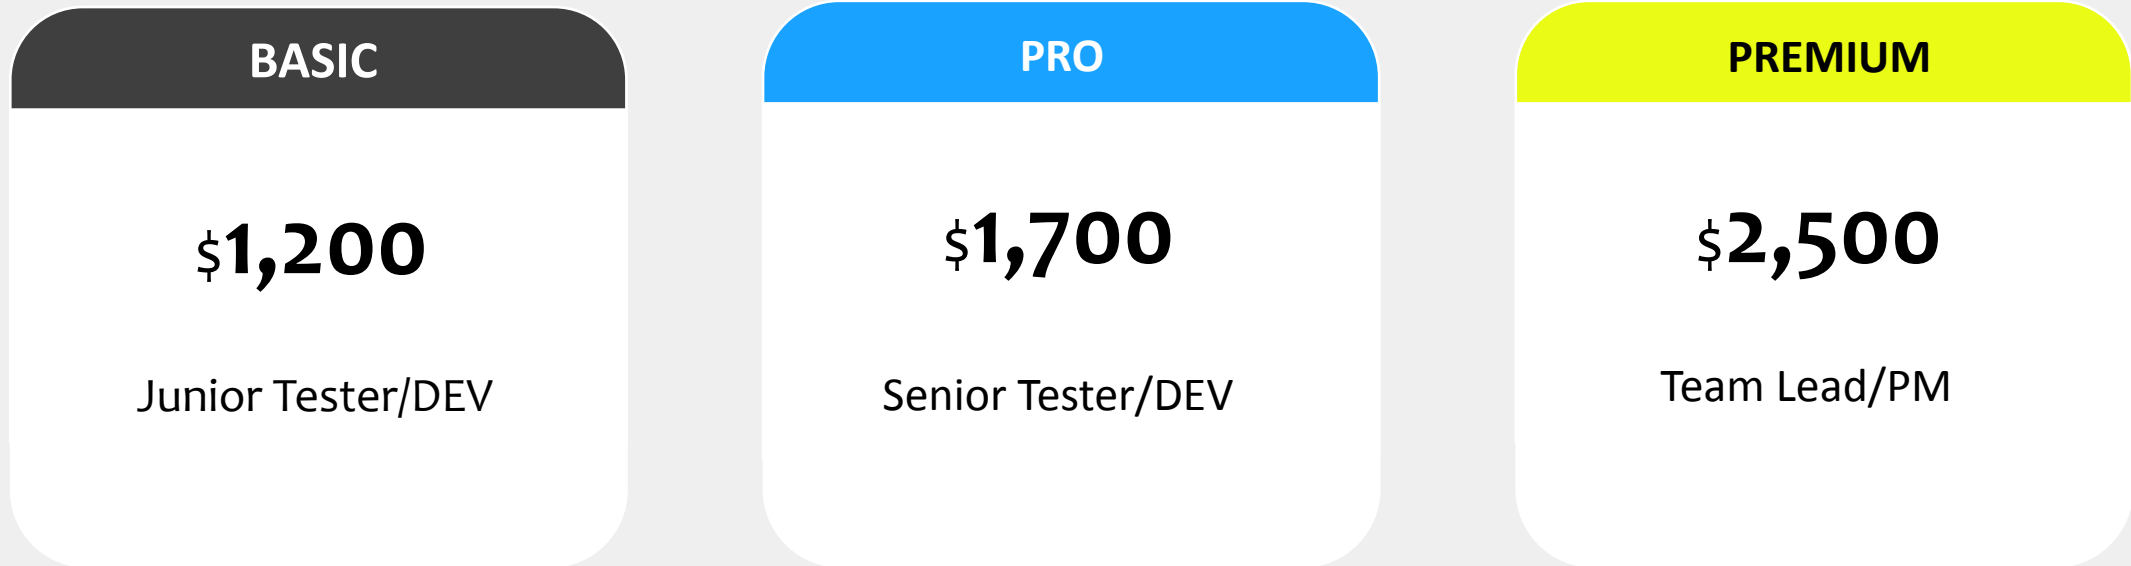 BASIC
$1,200
Junior Tester/DEV
PRO
$1,700
Senior Tester/DEV
PREMIUM
$2,500
Team Lead/PM